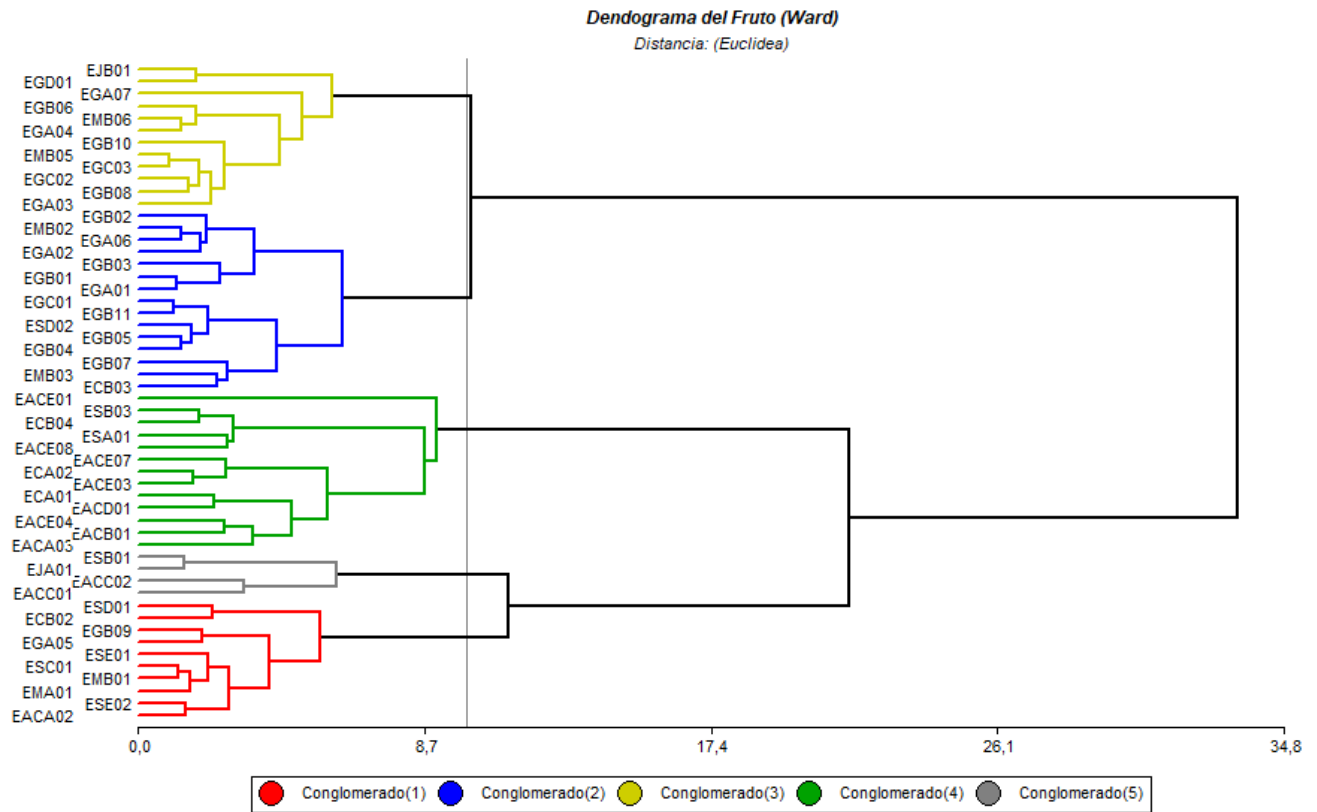 Dendograma del Fruto (Ward)
Distancia: (Euclidea)
EJB01
EGD01
EGA07
EGB06
EMB06
EGA04
EGB10
EMB05
EGC03
EGC02
EGB08
EGA03
EGB02
EMB02
EGA06
EGA02
EGB03
EGB01
EGA01
EGC01
EGB11
ESD02
EGB05
EGB04
EGB07
EMB03
ECB03
EACE01
ESB03
ECB04
ESA01
EACE08
EACE07
ECA02
EACE03
ECA01
EACD01
EACE04
EACB01
ESB01
EJA01
EACC02
EACC01
ESD01
ECB02
EGB09
EGA05
ESE01
ESC01
EMB01
EMA01
ESE02
EACA02
0,0 8,7 17,4 26,1 34,8
Conglomerado(1) Conglomerado(2) Conglomerado(3) Conglomerado(4) Conglomerado(5)